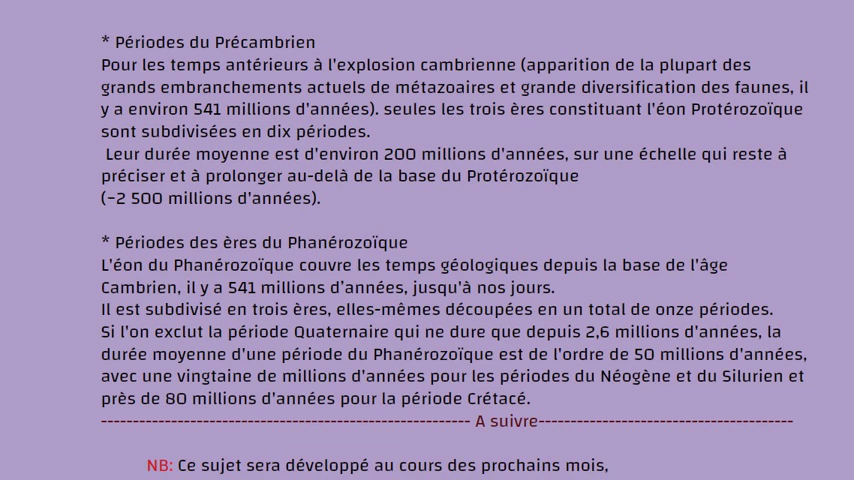 * Périodes du Précambrien
Pour les temps antérieurs à l'explosion cambrienne (apparition de la plupart des
grands embranchements actuels de métazoaires et grande diversification des faunes, il
y a environ 541 millions d'années). seules les trois ères constituant l'éon Protérozoïque
sont subdivisées en dix périodes.
Leur durée moyenne est d'environ 200 millions d'années, sur une échelle qui reste à
préciser et à prolonger au-delà de la base du Protérozoïque
(−2 500 millions d'années).
* Périodes des ères du Phanérozoïque
L'éon du Phanérozoïque couvre les temps géologiques depuis la base de l'âge
Cambrien, il y a 541 millions d'années, jusqu'à nos jours.
Il est subdivisé en trois ères, elles-mêmes découpées en un total de onze périodes.
Si l'on exclut la période Quaternaire qui ne dure que depuis 2,6 millions d'années, la
durée moyenne d'une période du Phanérozoïque est de l'ordre de 50 millions d'années,
avec une vingtaine de millions d'années pour les périodes du Néogène et du Silurien et
près de 80 millions d'années pour la période Crétacé.
---------------------------------------------------------- A suivre----------------------------------------
NB: Ce sujet sera développé au cours des prochains mois,